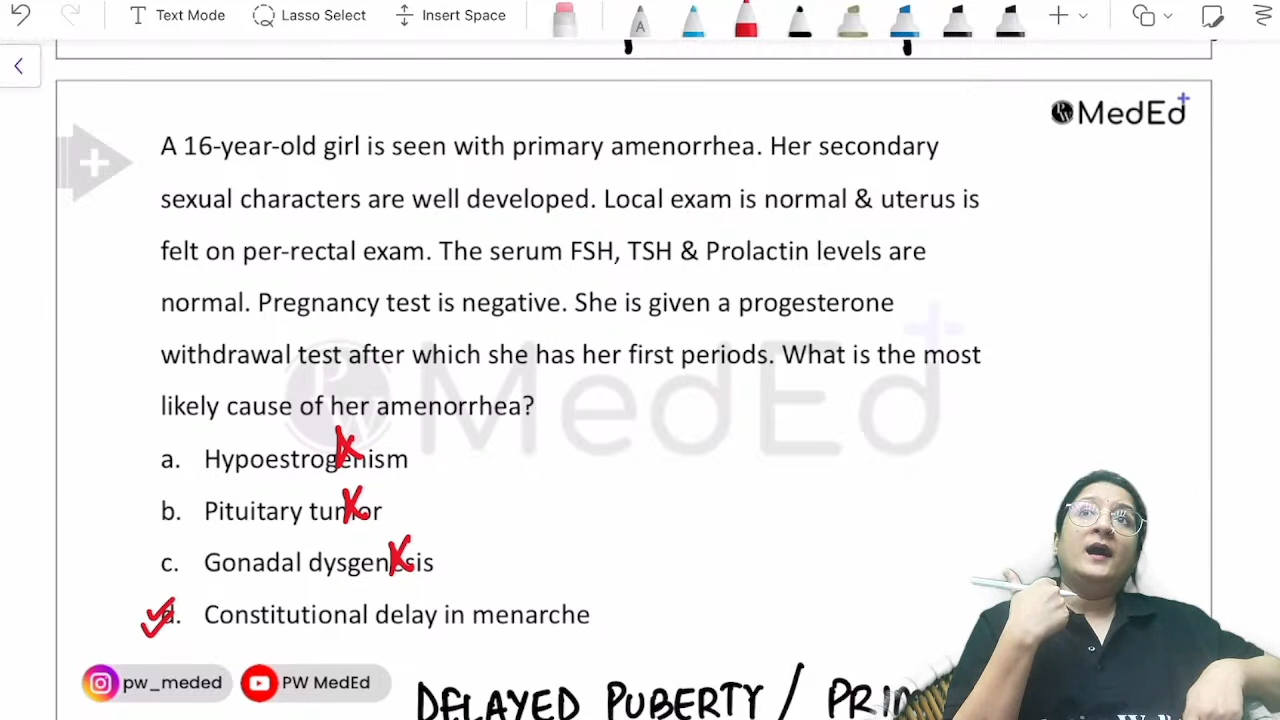 Text Mode Lasso Select Insert Space
A
MedEd
A 16-year-old girl is seen with primary amenorrhea. Her secondary
sexual characters are well developed. Local exam is normal & uterus is
felt on per-rectal exam. The serum FSH, TSH & Prolactin levels are
normal. Pregnancy test is negative. She is given a progesterone
withdrawal test after which she has her first periods. What is the most
likely cause of her amenorrhea?
MedEd
a. Hypoestrogenism
b. Pituitary tumor
c. Gonadal dysgenesis
d. Constitutional delay in menarche
pw_meded PW MedEd
DELAYED PUBERTY /